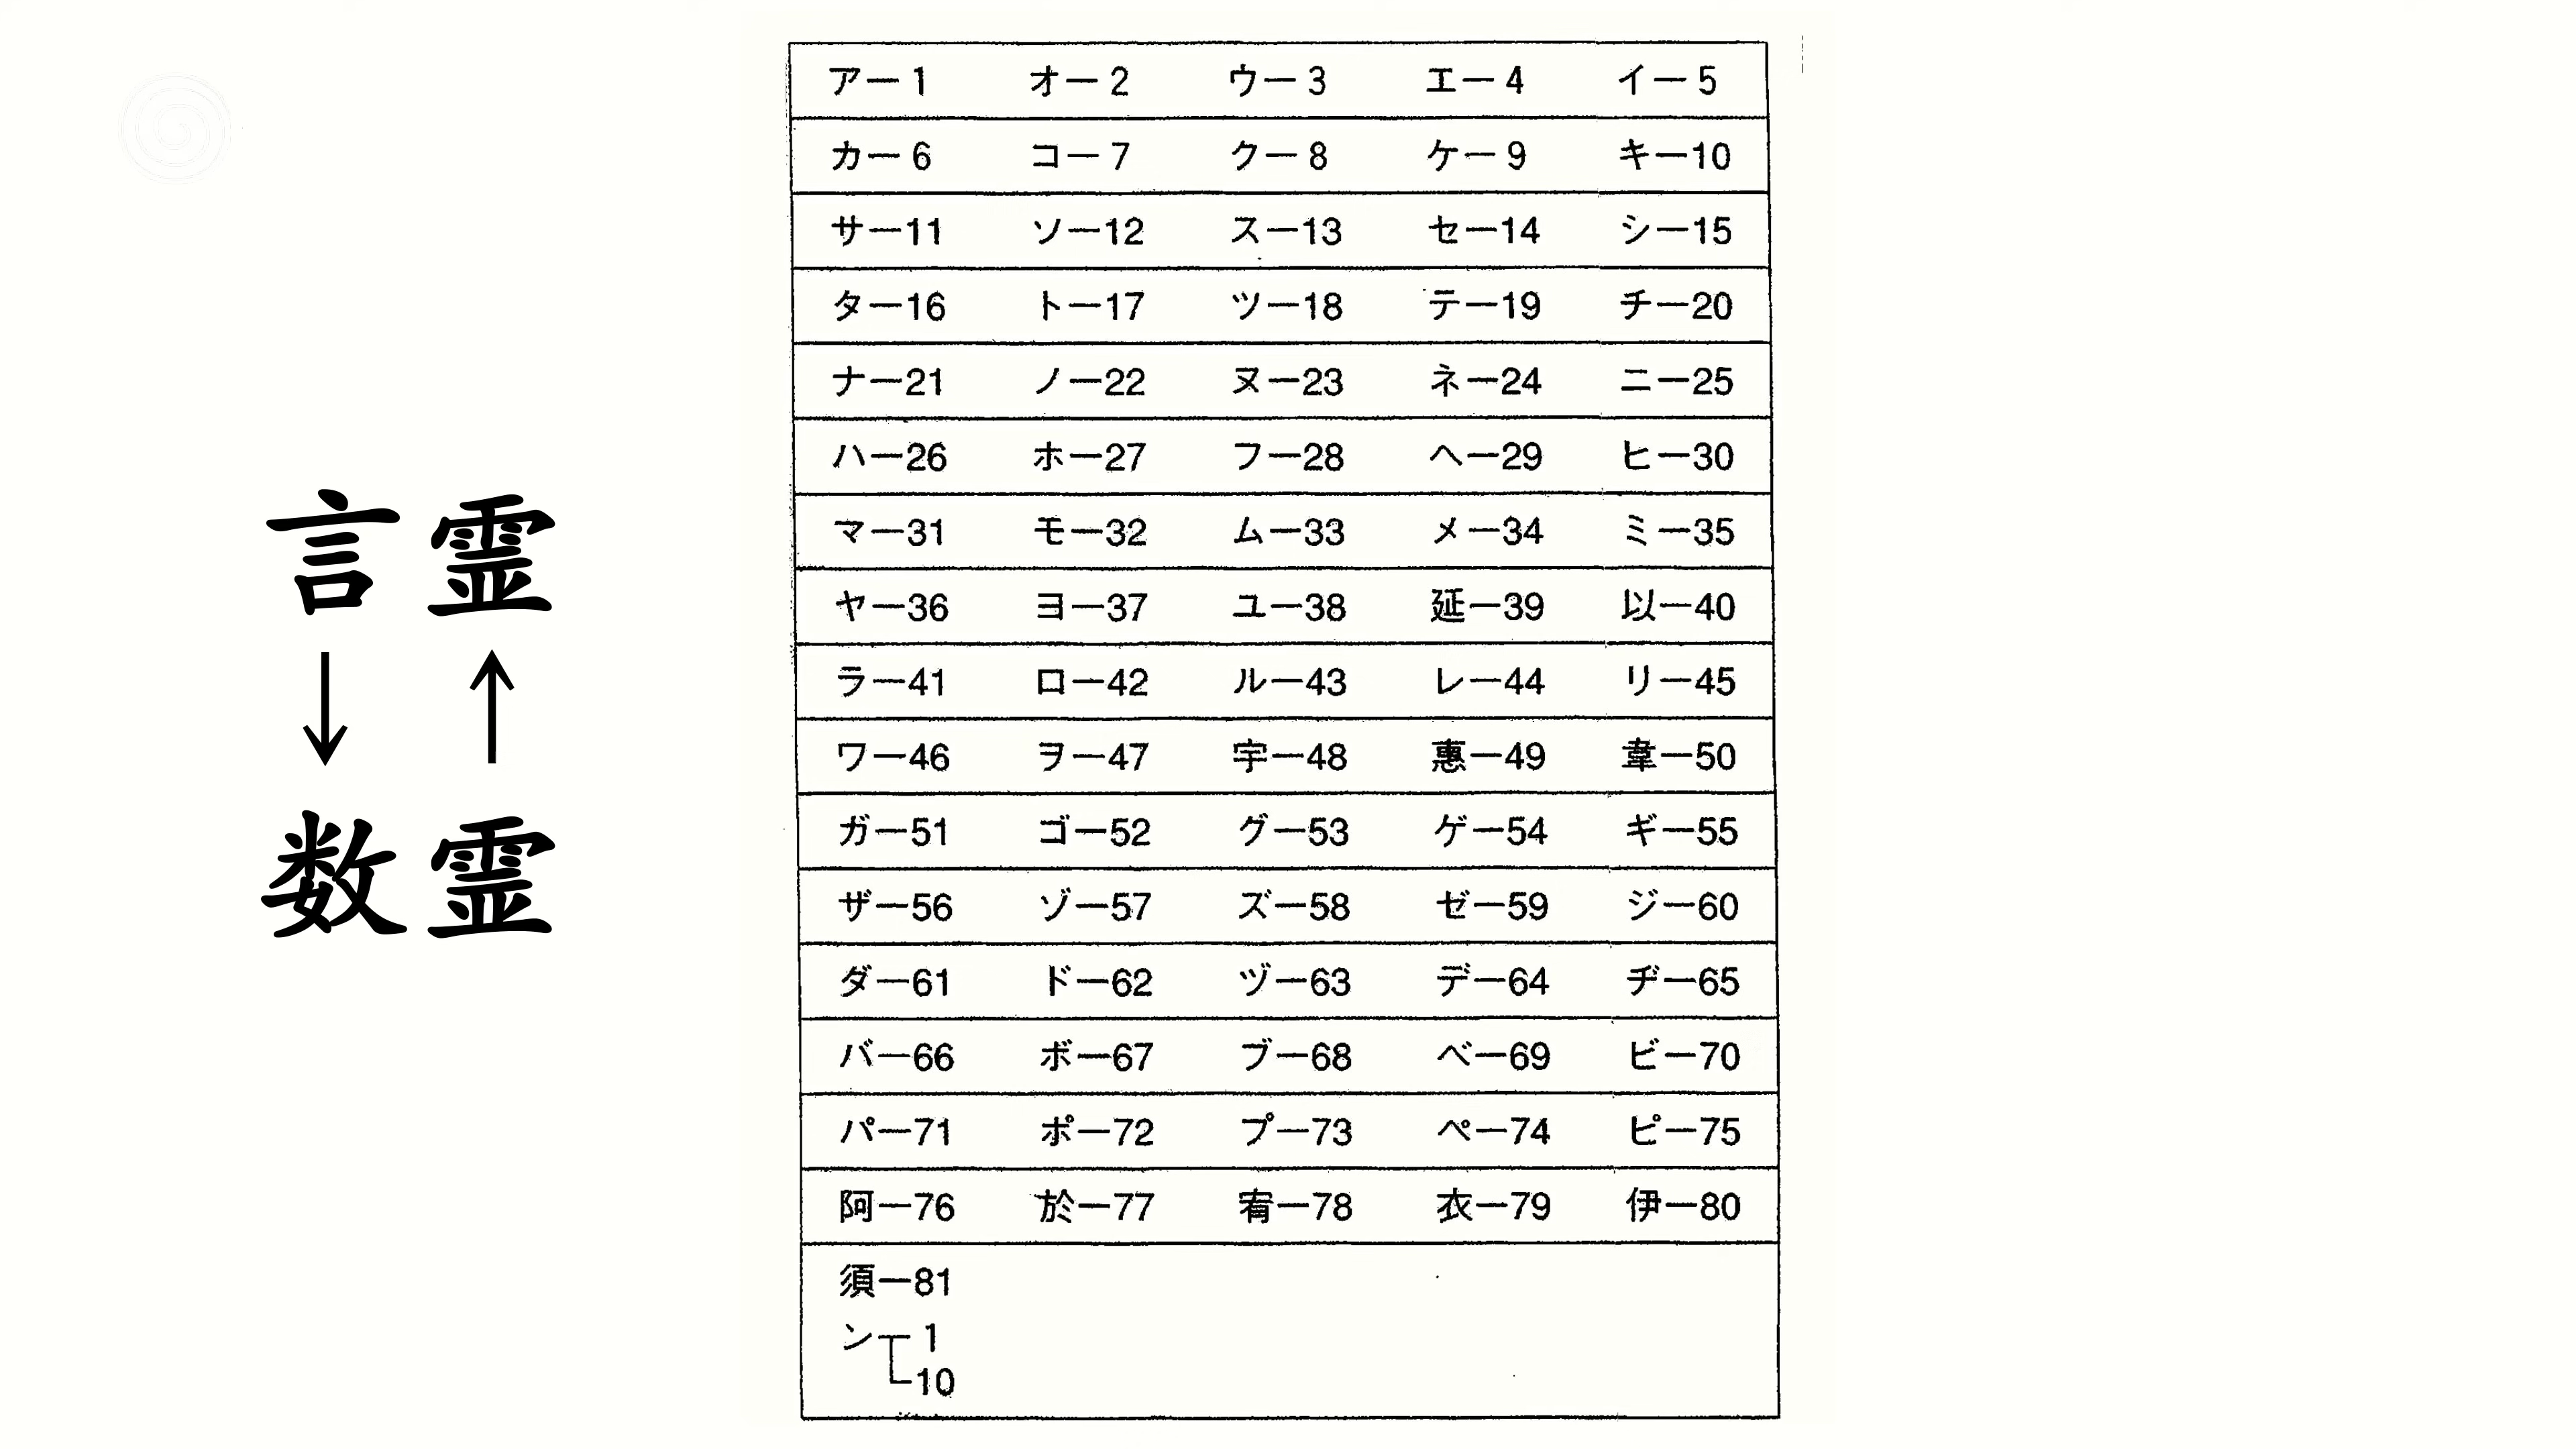 言霊
↓ ↑
数霊
アー1 オー2 ウー3 エー4 イー5
カー6 コー7 クー8 ケー9 キー10
サー11 ソー12 スー13 セー14 シー15
ター16 トー17 ツー18 テー19 チー20
ナー21 ノー22 ヌー23 ネー24 ニー25
ハー26 ホー27 フー28 ヘー29 ヒー30
マー31 モー32 ムー33 メー34 ミー35
ヤー36 ヨー37 ユー38 延ー39 以ー40
ラー41 ロー42 ルー43 レー44 リー45
ワー46 ヲー47 宇ー48 惠ー49 韋ー50
ガー51 ゴー52 グー53 ゲー54 ギー55
ザー56 ゾー57 ズー58 ゼー59 ジー60
ダー61 ドー62 ヅー63 デー64 ヂー65
バー66 ボー67 ブー68 ベー69 ビー70
パー71 ポー72 プー73 ペー74 ピー75
阿ー76 於ー77 宥ー78 衣ー79 伊ー80
須ー81
ンー1
10